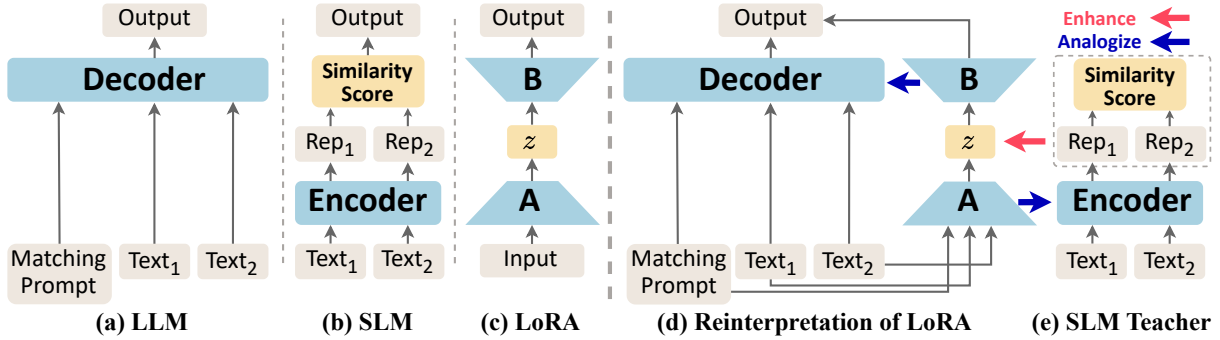 Output
Decoder
Matching
Prompt
Text1
Text2
(a) LLM
Output
Similarity
Score
Rep1
Rep2
Encoder
Text1
Text2
(b) SLM
Output
B
z
A
Input
(c) LoRA
Output
Decoder
Matching
Prompt
Text1
Text2
B
z
A
(d) Reinterpretation of LoRA
Enhance
Analogize
Similarity
Score
Rep1
Rep2
Encoder
Text1
Text2
(e) SLM Teacher